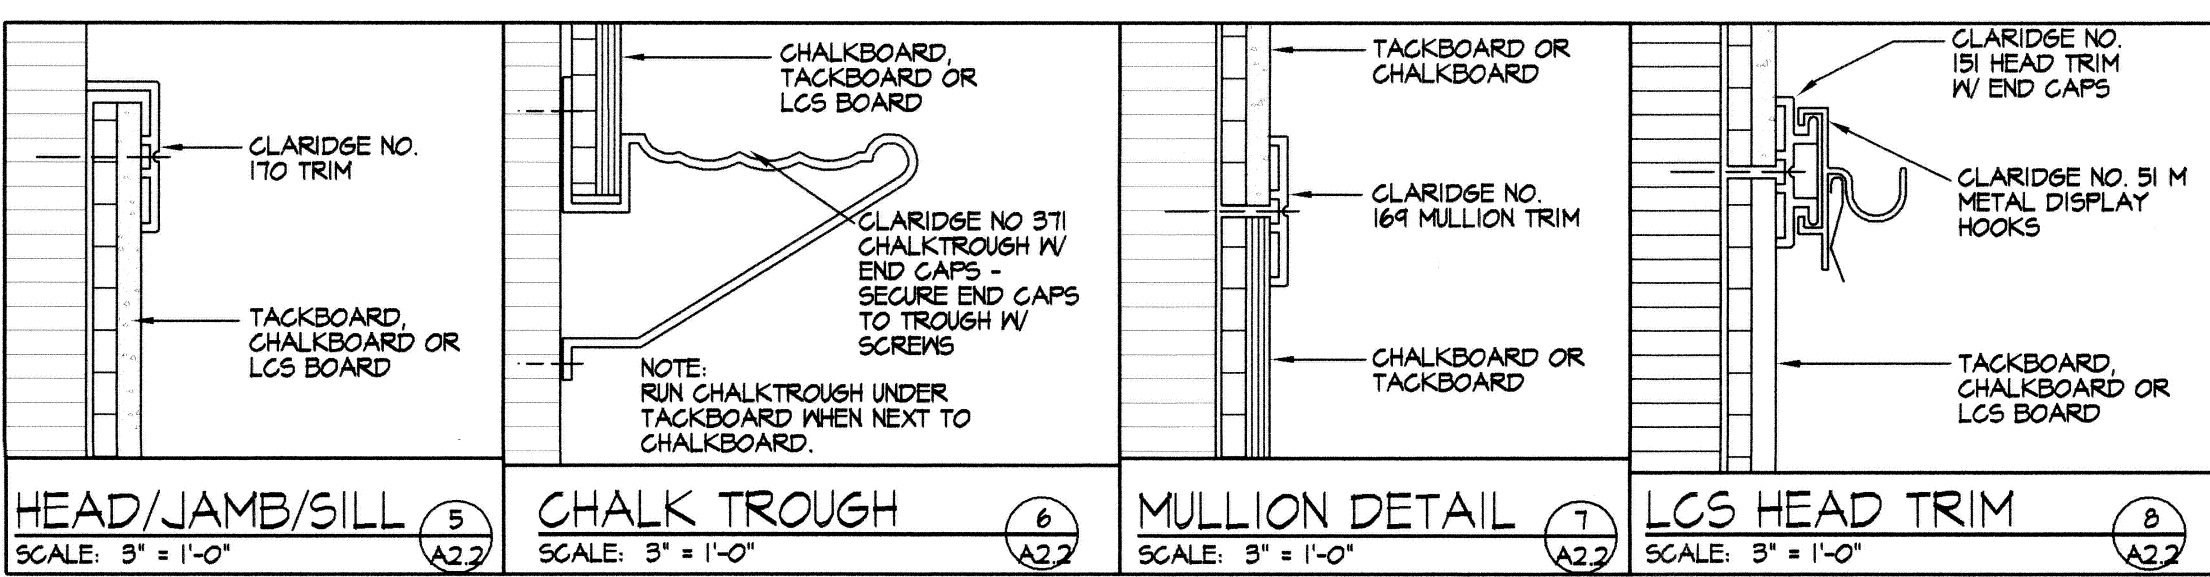 CLARIDGE NO.
170 TRIM
TACKBOARD,
CHALKBOARD OR
LCS BOARD
HEAD/JAMB/SILL
5
A2.2
SCALE: 3" = 1'-0"
CHALKBOARD,
TACKBOARD OR
LCS BOARD
CLARIDGE NO 371
CHALKTROUGH W/
END CAPS -
SECURE END CAPS
TO TROUGH W/
SCREWS
NOTE:
RUN CHALKTROUGH UNDER
TACKBOARD WHEN NEXT TO
CHALKBOARD.
CHALK TROUGH
6
A2.2
SCALE: 3" = 1'-0"
TACKBOARD OR
CHALKBOARD
CLARIDGE NO.
169 MULLION TRIM
CHALKBOARD OR
TACKBOARD
MULLION DETAIL
7
A2.2
SCALE: 3" = 1'-0"
CLARIDGE NO.
151 HEAD TRIM
W/ END CAPS
CLARIDGE NO. 51 M
METAL DISPLAY
HOOKS
TACKBOARD,
CHALKBOARD OR
LCS BOARD
LCS HEAD TRIM
8
A2.2
SCALE: 3" = 1'-0"